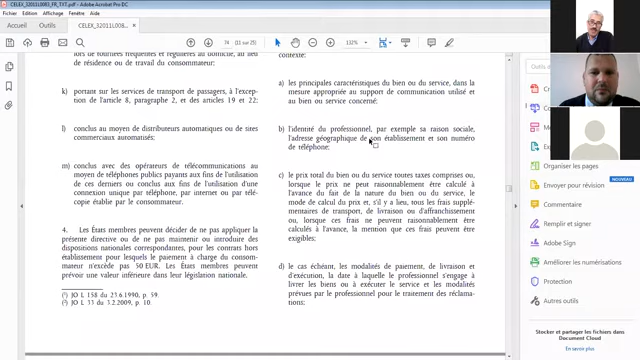 CELEX_32011L0083_FR_TXT.pdf - Adobe Acrobat Pro DC
Fichier Edition Affichage Fenêtre Aide
Accueil
Outils
CELEX_32011L008...
74
(11 sur 25)
132%
lors de tournées fréquentes et régulières au domicile, au lieu de résidence ou de travail du consommateur;
k) portant sur les services de transport de passagers, à l'exception
de l'article 8, paragraphe 2, et des articles 19 et 22;
l) conclus au moyen de distributeurs automatiques ou de sites
commerciaux automatisés;
m) conclus avec des opérateurs de télécommunications au
moyen de téléphones publics payants aux fins de l'utilisation
de ces derniers ou conclus aux fins de l'utilisation d'une
connexion unique par téléphone, par internet ou par télécopie
établie par le consommateur.
4. Les États membres peuvent décider de ne pas appliquer la
présente directive ou de ne pas maintenir ou introduire des
dispositions nationales correspondantes, pour les contrats hors
établissement pour lesquels le paiement à charge du consommateur
n'excède pas 50 EUR. Les États membres peuvent
prévoir une valeur inférieure dans leur législation nationale.
(1) JO L 158 du 23.6.1990, p. 59.
(2) JO L 33 du 3.2.2009, p. 10.
contexte:
a) les principales caractéristiques du bien ou du service, dans la
mesure appropriée au support de communication utilisé et
au bien ou service concerné;
b) l'identité du professionnel, par exemple sa raison sociale,
l'adresse géographique de son établissement et son numéro
de téléphone;
c) le prix total du bien ou du service toutes taxes comprises ou,
lorsque le prix ne peut raisonnablement être calculé à
l'avance du fait de la nature du bien ou du service, le
mode de calcul du prix et, s'il y a lieu, tous les frais supplémentaires
de transport, de livraison ou d'affranchissement
ou, lorsque ces frais ne peuvent raisonnablement être
calculés à l'avance, la mention que ces frais peuvent être
exigibles;
d) le cas échéant, les modalités de paiement, de livraison et
d'exécution, la date à laquelle le professionnel s'engage à
livrer les biens ou à exécuter le service et les modalités
prévues par le professionnel pour le traitement des réclamations;
Organiser les pages
NOUVEAU
Envoyer pour révision
Commentaire
Remplir et signer
Adobe Sign
Améliorer les numérisations
Protection
Autres outils
Stocker et partager les fichiers dans Document Cloud
En savoir plus